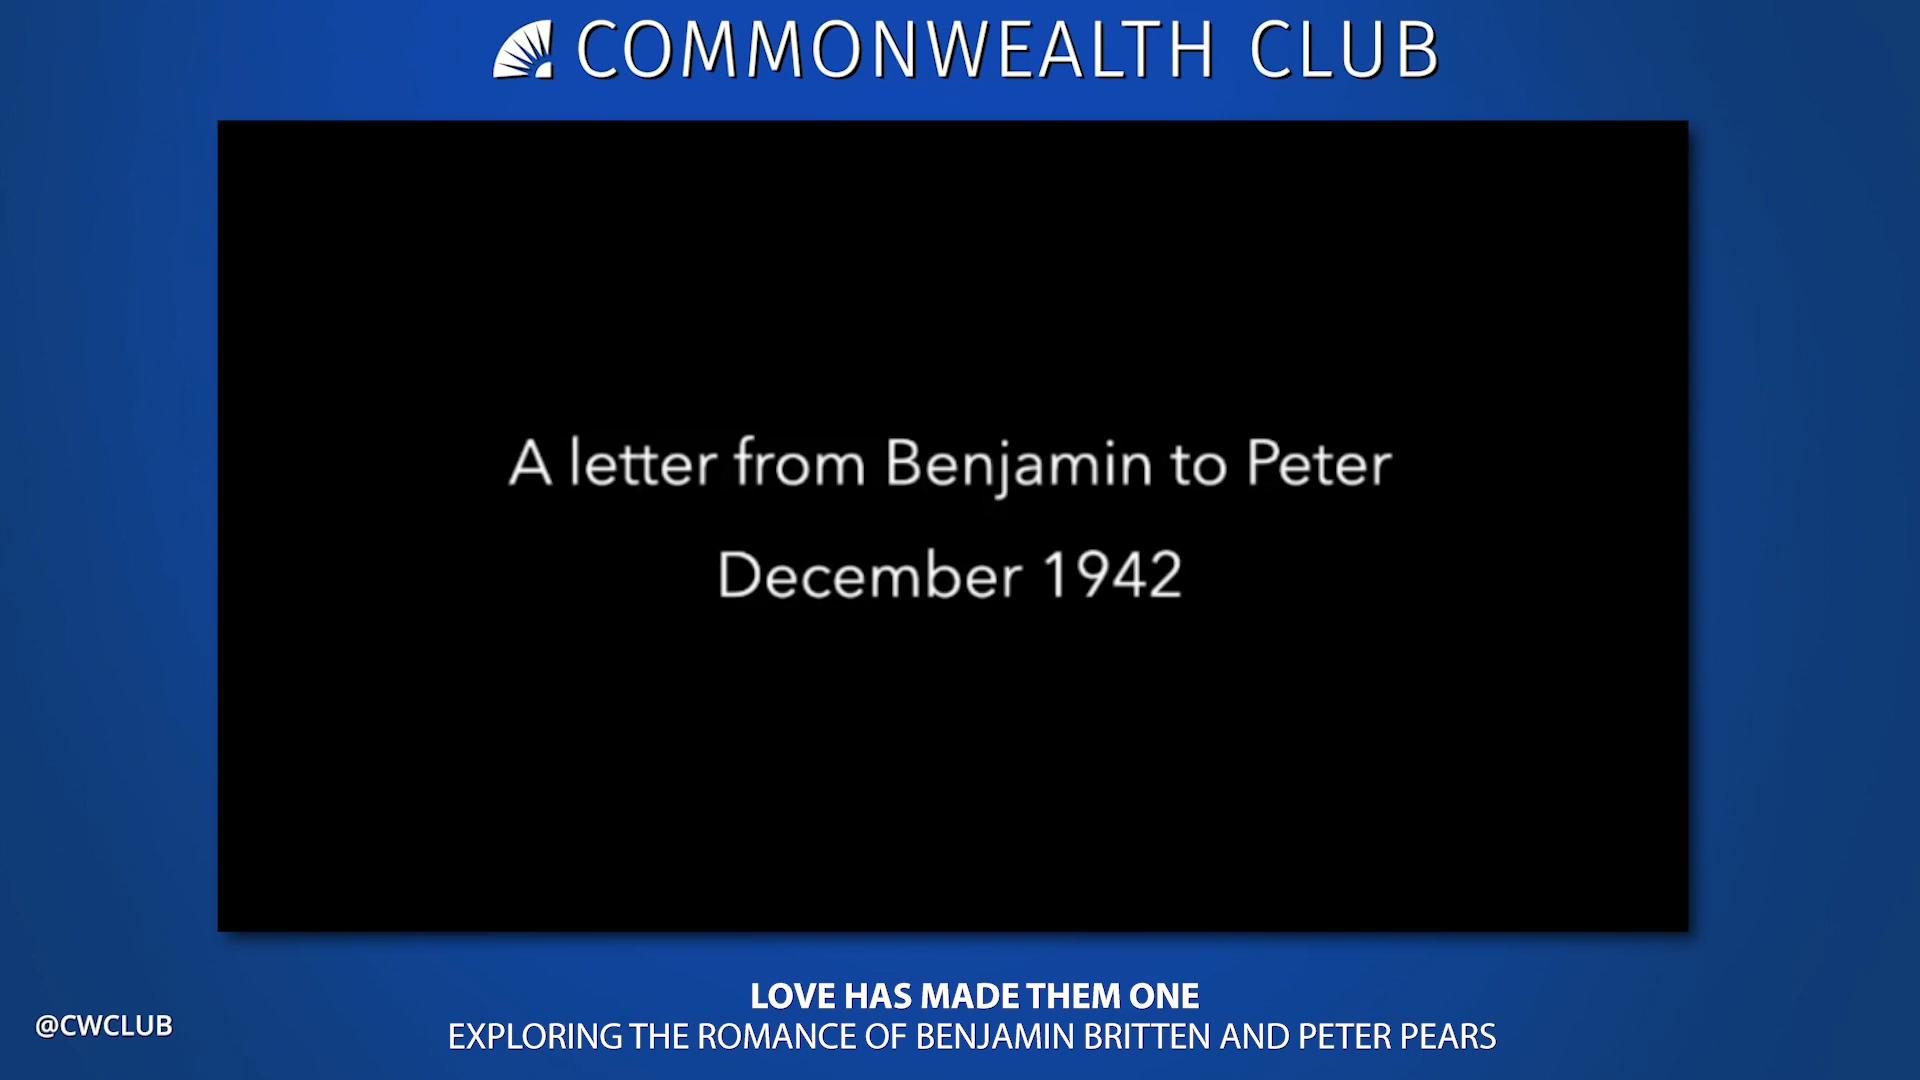 COMMONWEALTH CLUB
A letter from Benjamin to Peter
December 1942
LOVE HAS MADE THEM ONE
@CWCLUB
EXPLORING THE ROMANCE OF BENJAMIN BRITTEN AND PETER PEARS